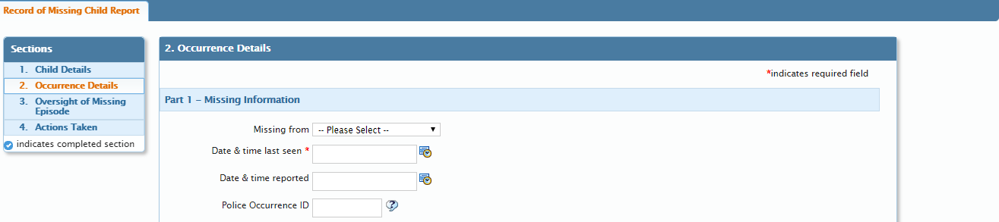 Record of Missing Child Report
Sections
1. Child Details
2. Occurrence Details
3. Oversight of Missing
Episode
4. Actions Taken
indicates completed section
2. Occurrence Details
*indicates required field
Part 1 – Missing Information
Missing from -- Please Select --
Date & time last seen *
Date & time reported
Police Occurrence ID ?